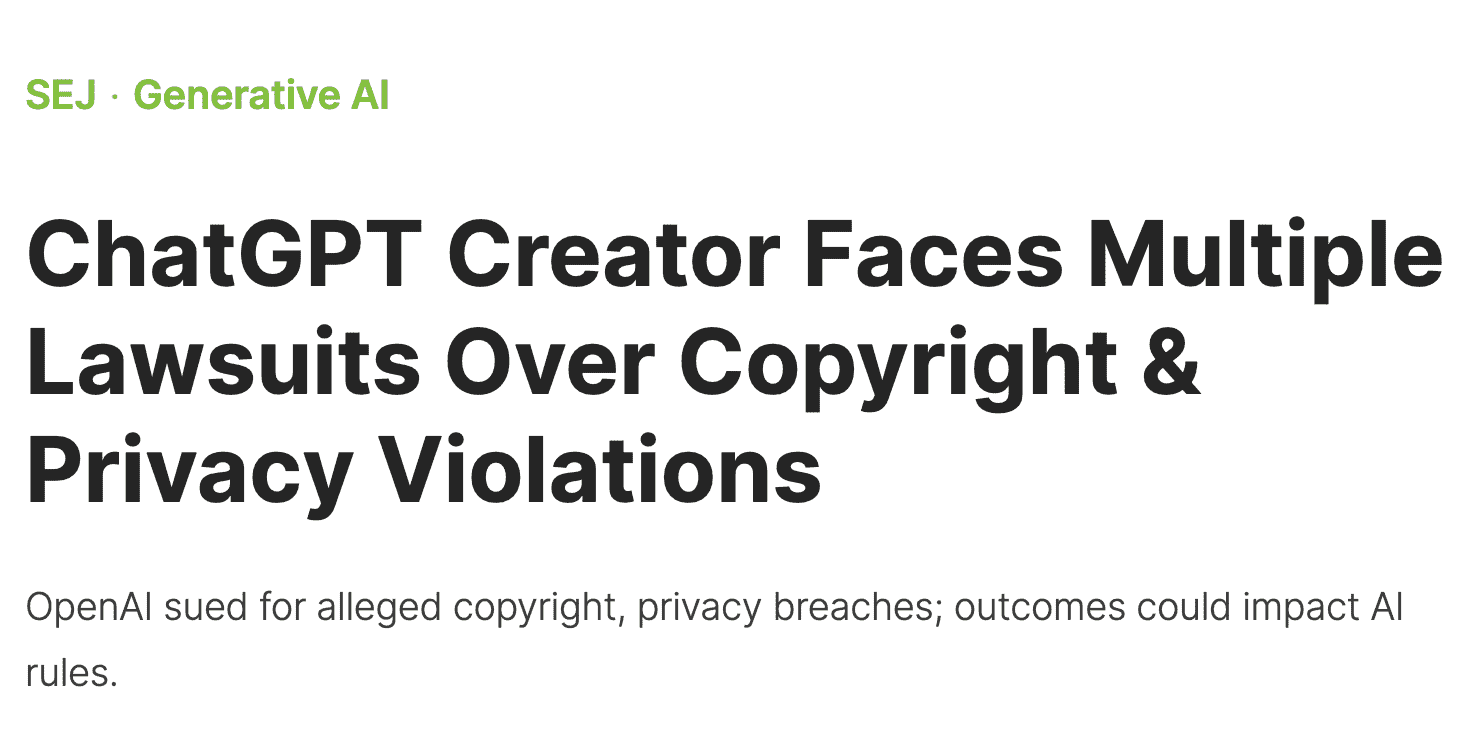 SEJ · Generative AI
ChatGPT Creator Faces Multiple
Lawsuits Over Copyright &
Privacy Violations
OpenAI sued for alleged copyright, privacy breaches; outcomes could impact AI
rules.